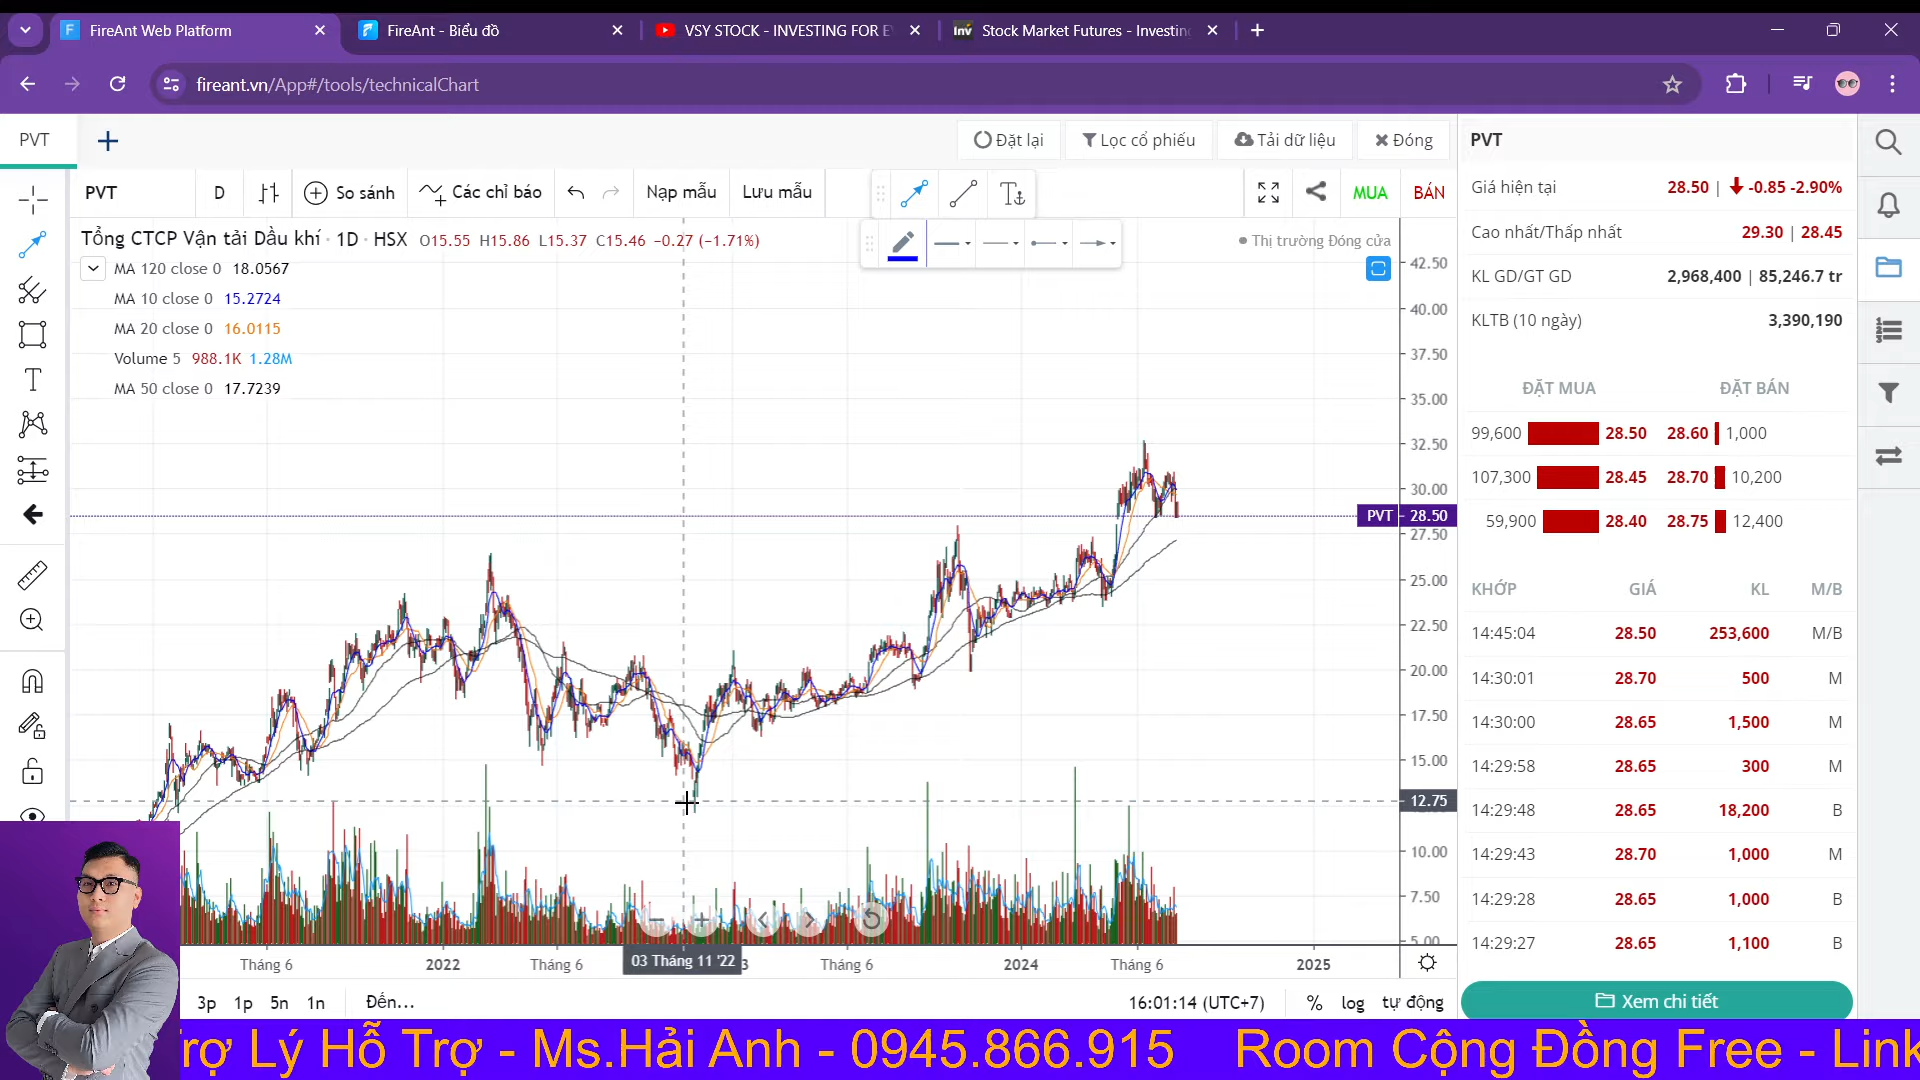 FireAnt Web Platform
FireAnt - Biểu đồ
VSY STOCK - INVESTING FOR E
Stock Market Futures - Investin
fireant.vn/App#/tools/technicalChart
PVT
Đặt lại
Lọc cổ phiếu
Tải dữ liệu
Đóng
PVT
D
So sánh
Các chỉ báo
Nạp mẫu
Lưu mẫu
MUA
BÁN
Tổng CTCP Vận tải Dầu khí · 1D · HSX O15.55 H15.86 L15.37 C15.46 −0.27 (−1.71%)
Thị trường Đóng cửa
MA 120 close 0 18.0567
MA 10 close 0 15.2724
MA 20 close 0 16.0115
Volume 5 988.1K 1.28M
MA 50 close 0 17.7239
42.50
40.00
37.50
35.00
32.50
30.00
PVT 28.50
27.50
25.00
22.50
20.00
17.50
15.00
12.75
10.00
7.50
5.00
Tháng 6
2022
Tháng 6
03 Tháng 11 '22
3
Tháng 6
2024
Tháng 6
2025
3p 1p 5n 1n Đến...
16:01:14 (UTC+7) % log tự động
PVT
Giá hiện tại 28.50 | -0.85 -2.90%
Cao nhất/Thấp nhất 29.30 | 28.45
KL GD/GT GD 2,968,400 | 85,246.7 tr
KLTB (10 ngày) 3,390,190
ĐẶT MUA ĐẶT BÁN
99,600 28.50 28.60 1,000
107,300 28.45 28.70 10,200
59,900 28.40 28.75 12,400
KHỚP GIÁ KL M/B
14:45:04 28.50 253,600 M/B
14:30:01 28.70 500 M
14:30:00 28.65 1,500 M
14:29:58 28.65 300 M
14:29:48 28.65 18,200 B
14:29:43 28.70 1,000 M
14:29:28 28.65 1,000 B
14:29:27 28.65 1,100 B
Xem chi tiết
rợ Lý Hỗ Trợ - Ms.Hải Anh - 0945.866.915 Room Cộng Đồng Free - Link